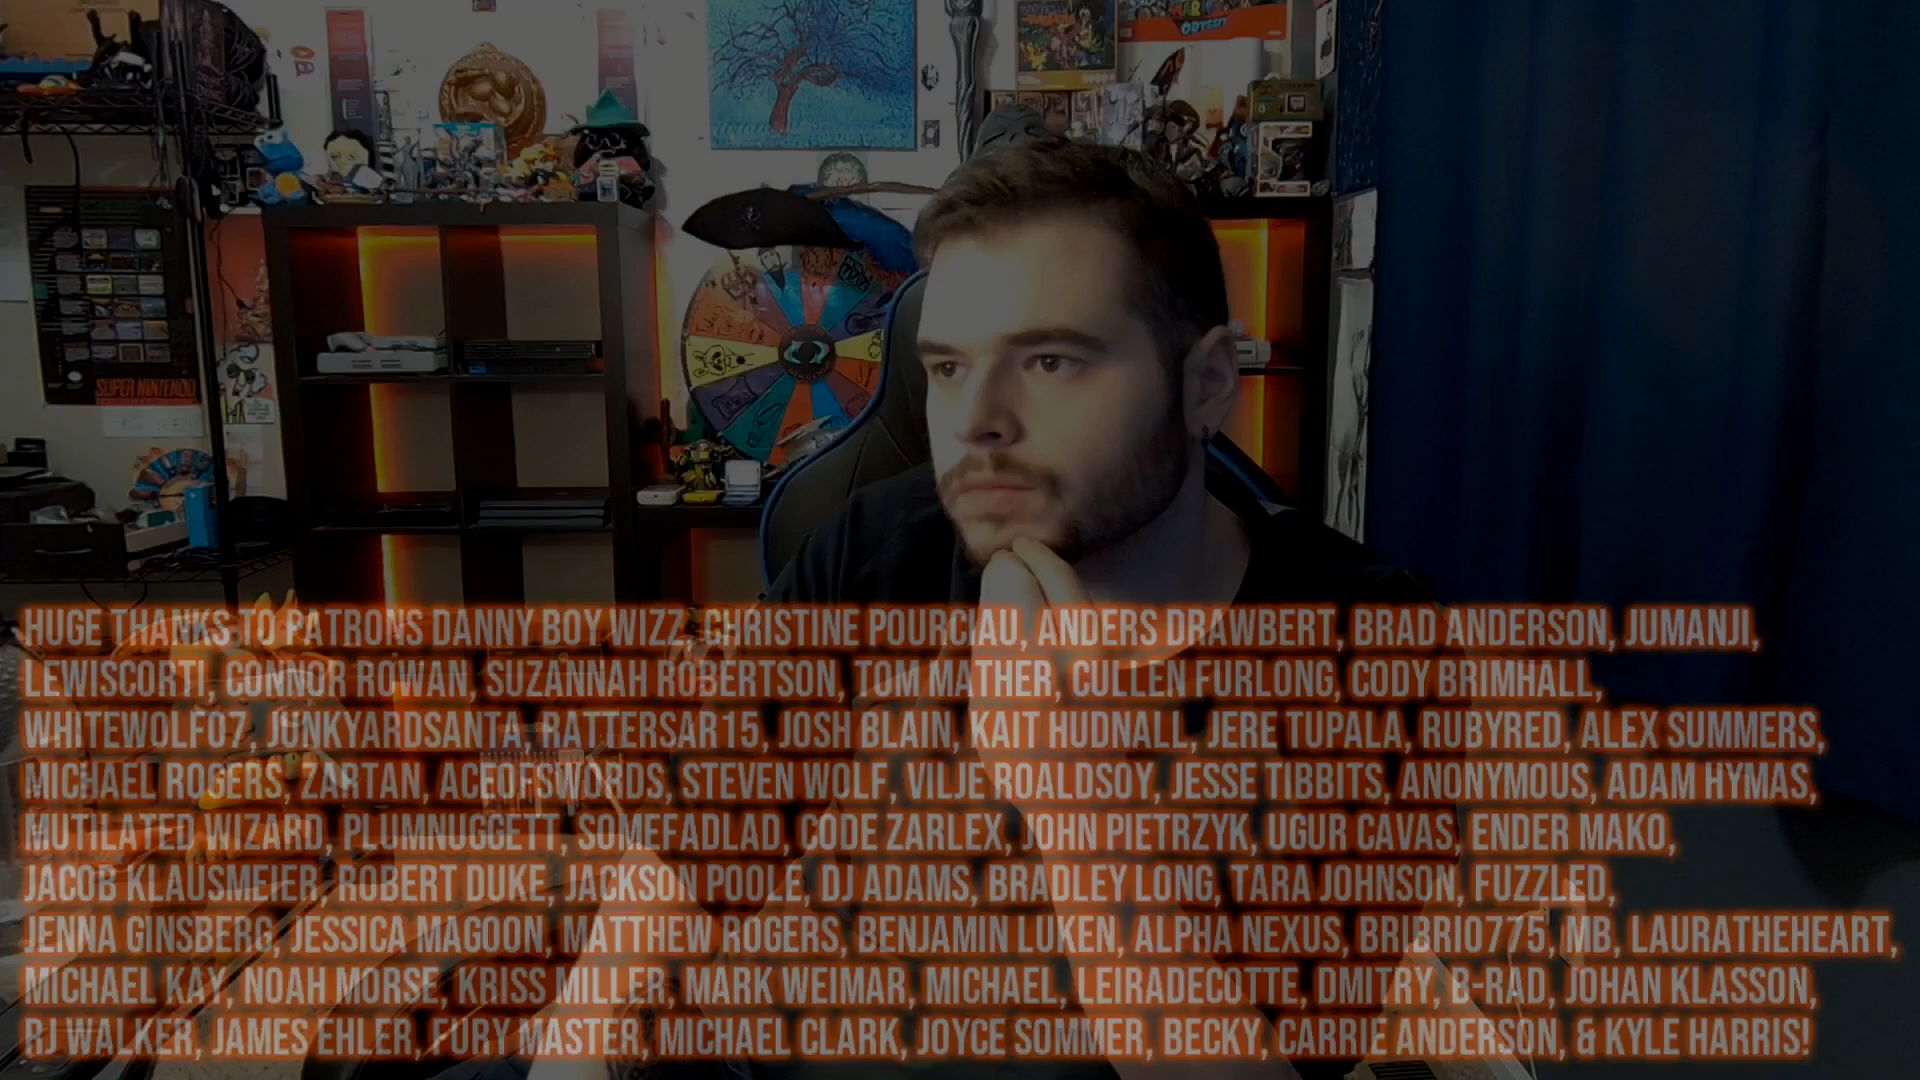 SUPER NINTENDO
ODYSSEY
HUGE THANKS TO PATRONS DANNY BOY WIZZ, CHRISTINE POURCIAU, ANDERS DRAWBERT, BRAD ANDERSON, JUMANJI,
LEWISCORTI, CONNOR ROWAN, SUZANNAH ROBERTSON, TOM MATHER, CULLEN FURLONG, CODY BRIMHALL,
WHITEWOLF07, JUNKYARDSANTA, RATTERSAR15, JOSH BLAIN, KAIT HUDNALL, JERE TUPALA, RUBYRED, ALEX SUMMERS,
MICHAEL ROGERS, ZARTAN, ACEOFSWORDS, STEVEN WOLF, VILJE ROALDSOY, JESSE TIBBITS, ANONYMOUS, ADAM HYMAS,
MUTILATED WIZARD, PLUMNUGGETT, SOMEFADLAD, CODE ZARLEX, JOHN PIETRZYK, UGUR CAVAS, ENDER MAKO,
JACOB KLAUSMEIER, ROBERT DUKE, JACKSON POOLE, DJ ADAMS, BRADLEY LONG, TARA JOHNSON, FUZZLED,
JENNA GINSBERG, JESSICA MAGOON, MATTHEW ROGERS, BENJAMIN LUKEN, ALPHA NEXUS, BRIBRI0775, MB, LAURATHEHEART,
MICHAEL KAY, NOAH MORSE, KRISS MILLER, MARK WEIMAR, MICHAEL, LEIRADECOTTE, DMITRY, B-RAD, JOHAN KLASSON,
RJ WALKER, JAMES EHLER, FURY MASTER, MICHAEL CLARK, JOYCE SOMMER, BECKY, CARRIE ANDERSON, & KYLE HARRIS!